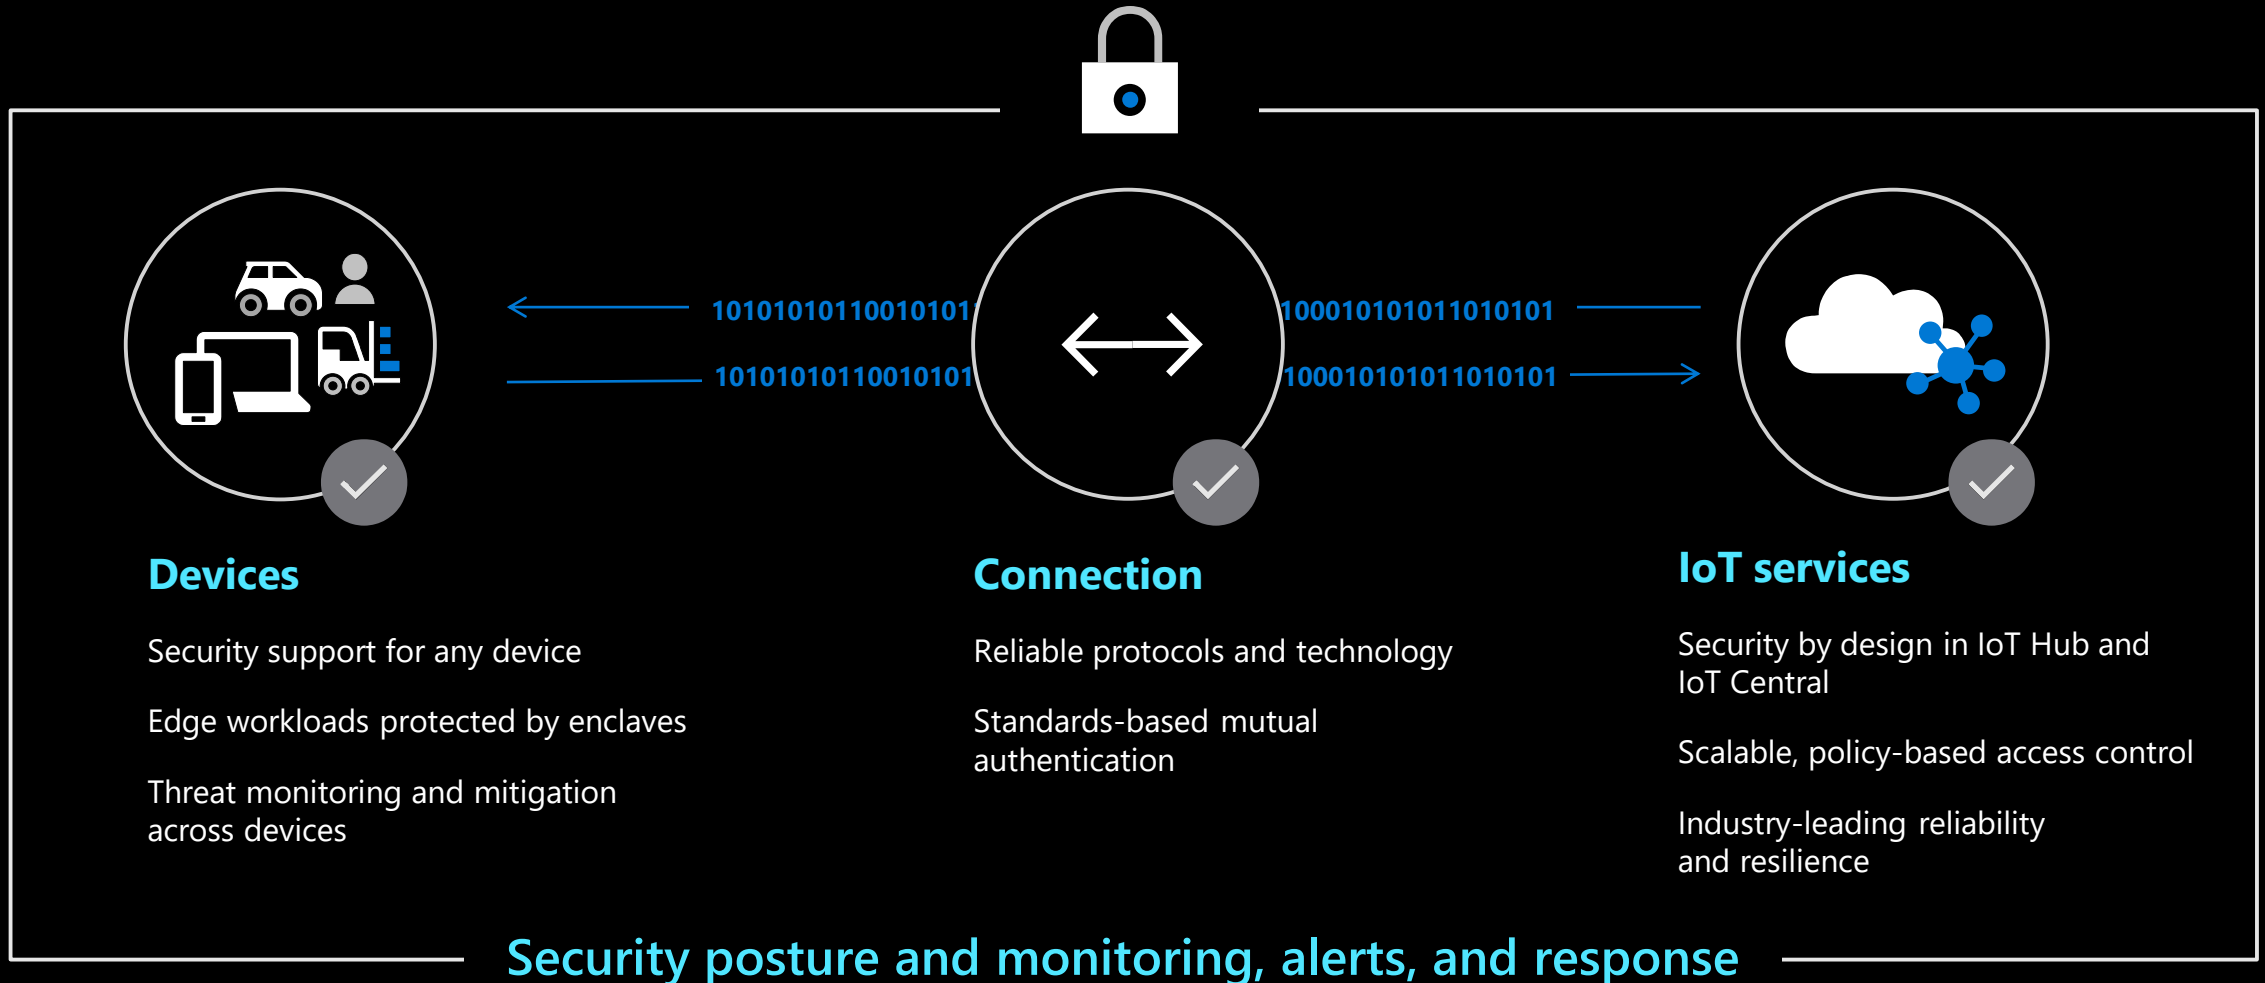 10101010110010101
100010101011010101
10101010110010101
100010101011010101
Devices
Security support for any device
Edge workloads protected by enclaves
Threat monitoring and mitigation
across devices
Connection
Reliable protocols and technology
Standards-based mutual
authentication
IoT services
Security by design in IoT Hub and
IoT Central
Scalable, policy-based access control
Industry-leading reliability
and resilience
Security posture and monitoring, alerts, and response